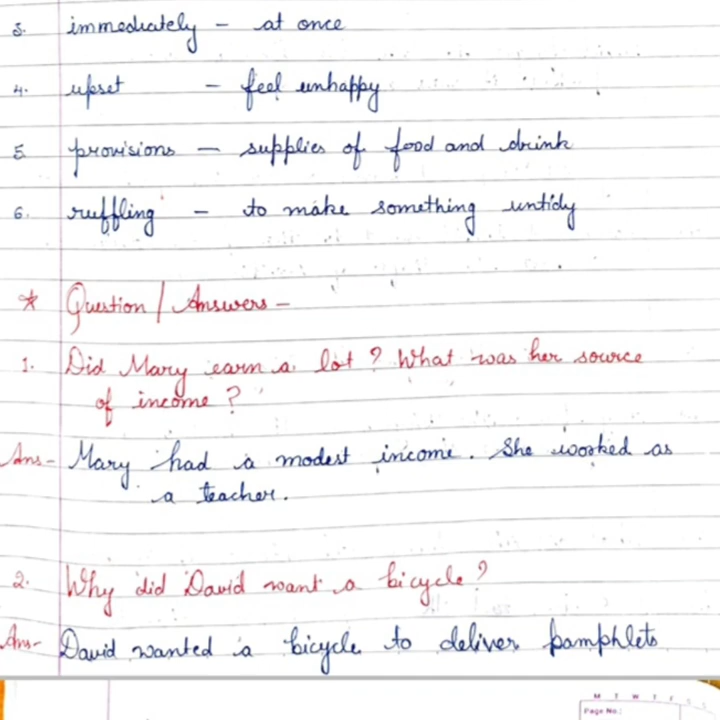 3. immediately - at once
4. upset - feel unhappy
5. provisions - supplies of food and drink
6. ruffling - to make something untidy
* Question / Answers -
1. Did Mary earn a lot ? What was her source
of income ?
Ans- Mary had a modest income. She worked as
a teacher.
2. Why did David want a bicycle ?
Ans- David wanted a bicycle to deliver pamphlets
M T W T F S S
Page No.: